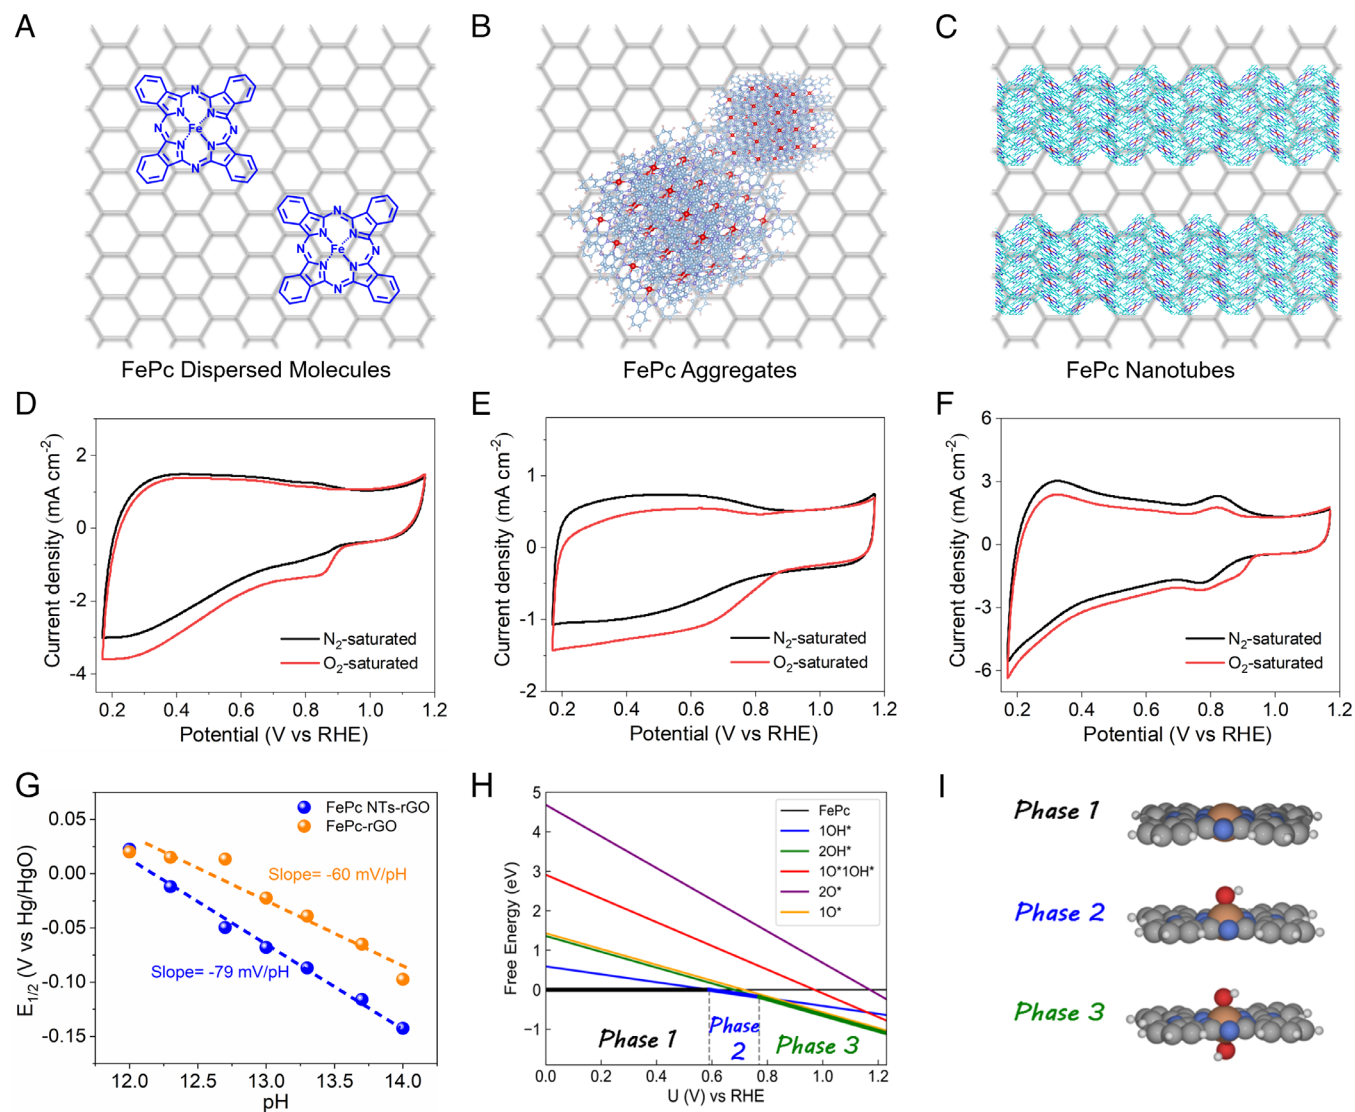 A
B
C
N
N
N
N
Fe
N
N
N
N
N
N
N
N
Fe
N
N
N
N
FePc Dispersed Molecules
FePc Aggregates
FePc Nanotubes
D
E
F
Current density (mA cm⁻²)
2
0
-2
-4
N₂-saturated
O₂-saturated
0.2 0.4 0.6 0.8 1.0 1.2
Potential (V vs RHE)
Current density (mA cm⁻²)
1
0
-1
-2
N₂-saturated
O₂-saturated
0.2 0.4 0.6 0.8 1.0 1.2
Potential (V vs RHE)
Current density (mA cm⁻²)
6
3
0
-3
-6
N₂-saturated
O₂-saturated
0.2 0.4 0.6 0.8 1.0 1.2
Potential (V vs RHE)
G
H
I
E₁/₂ (V vs Hg/HgO)
0.05
0.00
-0.05
-0.10
-0.15
FePc NTs-rGO
FePc-rGO
Slope= -60 mV/pH
Slope= -79 mV/pH
12.0 12.5 13.0 13.5 14.0
pH
Free Energy (eV)
5
4
3
2
1
0
−1
FePc
1OH*
2OH*
1O*1OH*
2O*
1O*
Phase 1
Phase
2
Phase 3
0.0 0.2 0.4 0.6 0.8 1.0 1.2
U (V) vs RHE
Phase 1
Phase 2
Phase 3